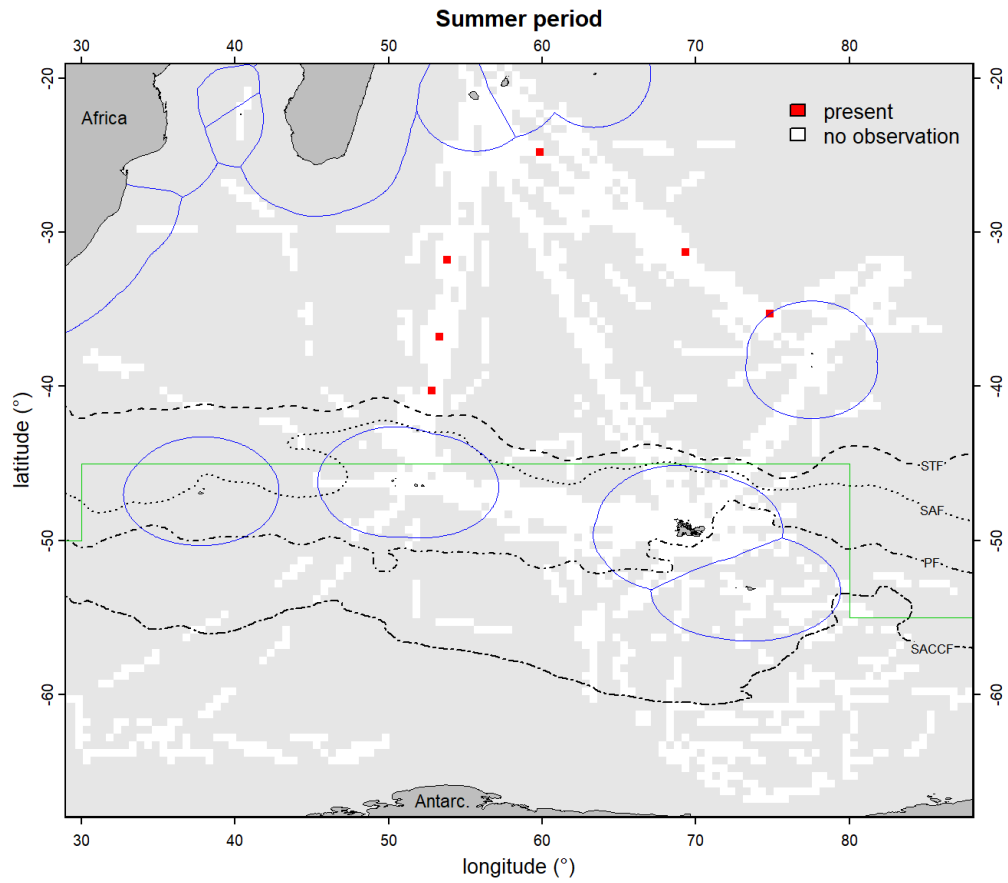 Summer period
30 40 50 60 70 80
-20 -20
Africa
present
no observation
-30 -30
-40 -40
latitude (°)
STF
SAF
-50 -50
PF
SACCF
-60 -60
Antarc.
30 40 50 60 70 80
longitude (°)